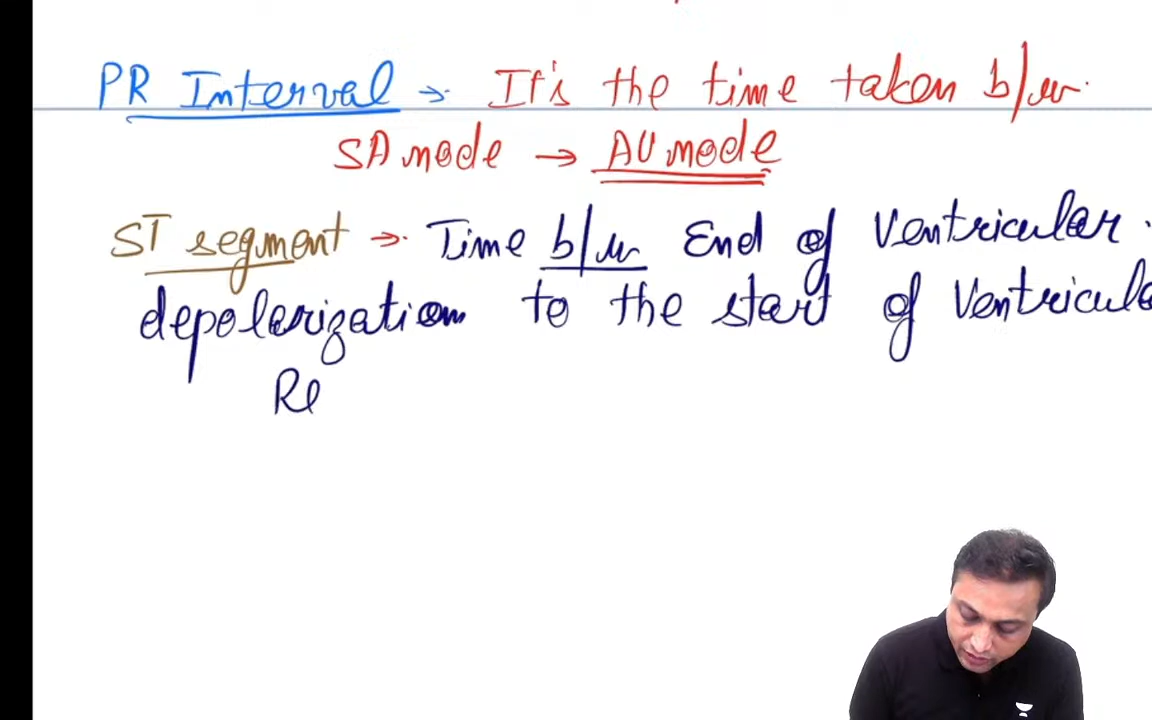 PR Interval → It's the time taken b/w
SA node → AV node
ST segment → Time b/w End of Ventricular
depolarization to the start of Ventricula
Re